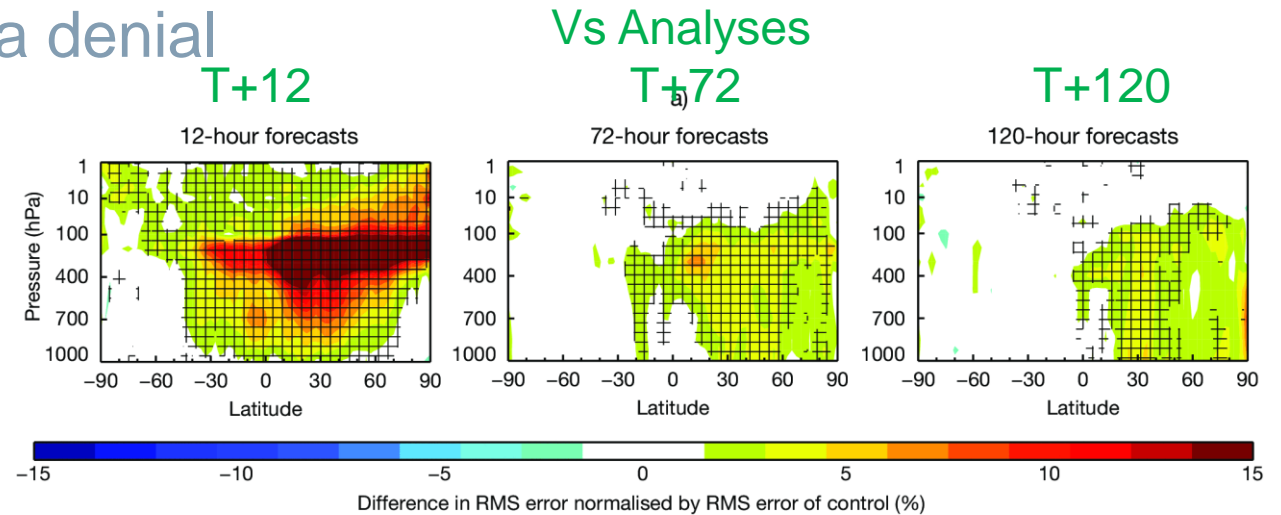 a denial
Vs Analyses
T+12 T+72 T+120
a)
12-hour forecasts 72-hour forecasts 120-hour forecasts
Pressure (hPa)
1 1 1
10 10 10
100 100 100
400 400 400
700 700 700
1000 1000 1000
−90 −60 −30 0 30 60 90 −90 −60 −30 0 30 60 90 −90 −60 −30 0 30 60 90
Latitude Latitude Latitude
−15 −10 −5 0 5 10 15
Difference in RMS error normalised by RMS error of control (%)